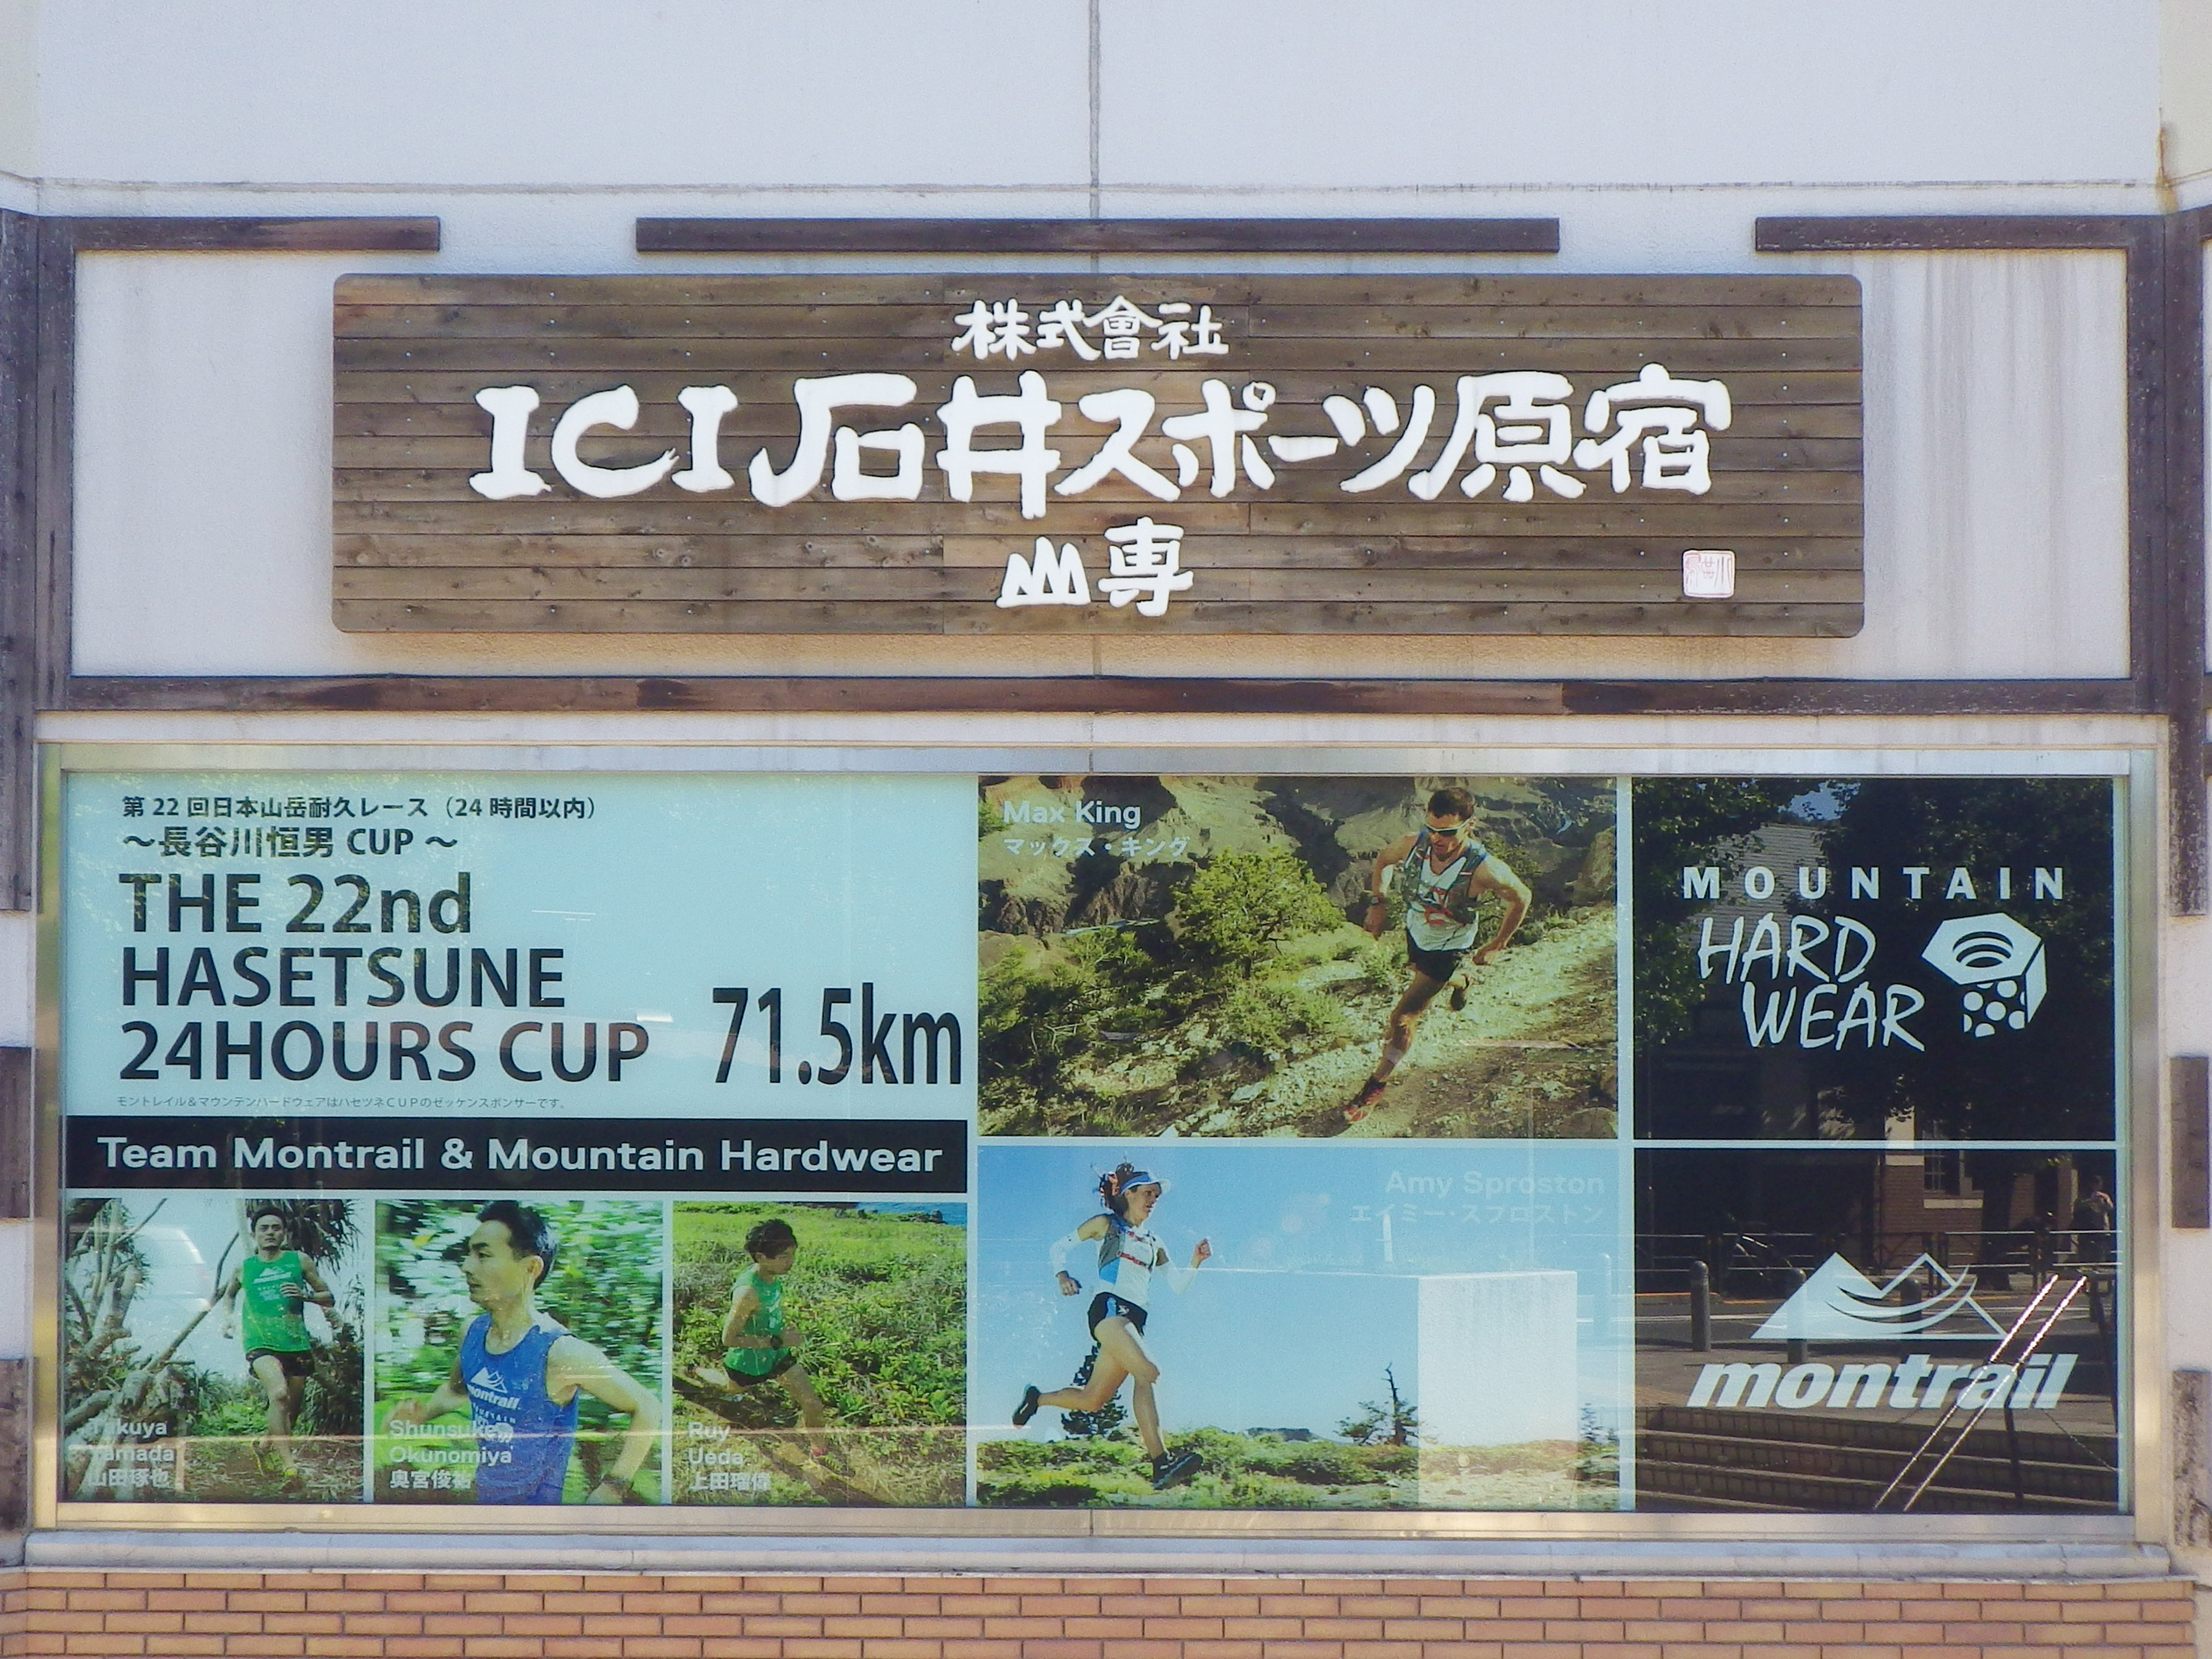 株式會社
ICI石井スポーツ原宿
山専
第22回日本山岳耐久レース（24時間以内）
～長谷川恒男 CUP ～
THE 22nd
HASETSUNE
24HOURS CUP
71.5km
モントレイル＆マウンテンハードウェアはハセツネCUPのゼッケンスポンサーです。
Team Montrail & Mountain Hardwear
Takuya
Yamada
山田琢也
Shunsuke
Okunomiya
奥宮俊祐
montrail
Ruy
Ueda
上田瑠偉
Max King
マックス・キング
Amy Sproston
エイミー・スプロストン
MOUNTAIN
HARD
WEAR
montrail